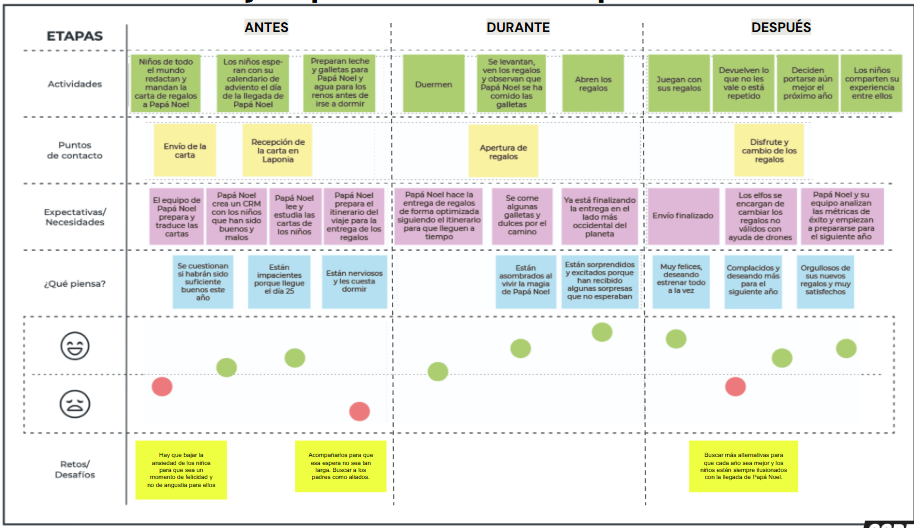 ETAPAS
ANTES
DURANTE
DESPUÉS
Actividades
Niños de todo
el mundo
redactan y
mandan la
carta de regalos
a Papá Noel
Los niños espe-
ran con su
calendario de
adviento el día
de la llegada de
Papá Noel
Preparan leche
y galletas para
Papá Noel y
agua para los
renos antes de
irse a dormir
Duermen
Se levantan,
ven los regalos
y observan que
Papá Noel se ha
comido las
galletas
Abren los
regalos
Juegan con
sus regalos
Devuelven lo
que no les
vale o está
repetido
Deciden
portarse aún
mejor el
próximo año
Los niños
comparten su
experiencia
entre ellos
Puntos
de contacto
Envío de la
carta
Recepción de
la carta en
Laponia
Apertura de
regalos
Disfrute y
cambio de los
regalos
Expectativas/
Necesidades
El equipo de
Papá Noel
prepara y
traduce las
cartas
Papá Noel
crea un CRM
con los niños
que han sido
buenos y
malos
Papá Noel
lee y
estudia las
cartas de
los niños
Papá Noel
prepara el
itinerario del
viaje para la
entrega de los
regalos
Papá Noel hace la
entrega de regalos
de forma optimizada
siguiendo el itinerario
para que lleguen a
tiempo
Se come
algunas
galletas y
dulces por el
camino
Ya está finalizando
la entrega en el
lado más
occidental del
planeta
Envío finalizado
Los elfos se
encargan de
cambiar los
regalos no
válidos con
ayuda de drones
Papá Noel y su
equipo analizan
las métricas de
éxito y empiezan
a prepararse para
el siguiente año
¿Qué piensa?
Se cuestionan
si habrán sido
suficiente
buenos este
año
Están
impacientes
porque llegue
el día 25
Están nerviosos
y les cuesta
dormir
Están
asombrados al
vivir la magia
de Papá Noel
Están sorprendidos
y excitados porque
han recibido
algunas sorpresas
que no esperaban
Muy felices,
deseando
estrenar todo
a la vez
Complacidos y
deseando más
para el
siguiente año
Orgullosos de
sus nuevos
regalos y muy
satisfechos
Retos/
Desafíos
Hay que bajar la
ansiedad de los niños
para que sea un
momento de felicidad y
no de angustia para ellos
Acompañarlos para que
esa espera no sea tan
larga. Buscar a los
padres como aliados.
Buscar más alternativas para
que cada año sea mejor y los
niños estén siempre ilusionados
con la llegada de Papá Noel.